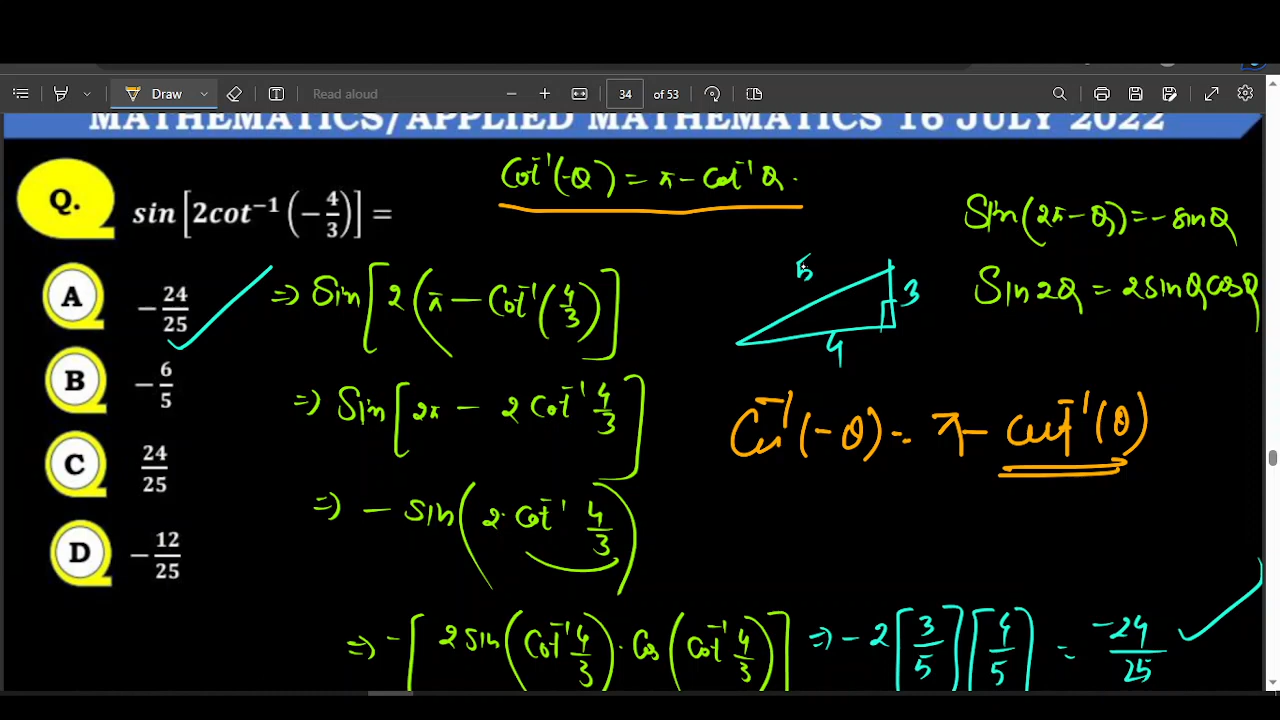 Draw
Read aloud
34 of 53
MATHEMATICS/APPLIED MATHEMATICS 16 JULY 2022
Q.
sin [2cot⁻¹ (−4/3)] =
Cot⁻¹(-θ) = π - Cot⁻¹ θ.
Sin(2π - θ) = - sinθ
Sin 2θ = 2sinθ cosθ
A −24/25
B −6/5
C 24/25
D −12/25
=> Sin[2(π - Cot⁻¹(4/3)]
=> Sin[2π - 2 Cot⁻¹ 4/3]
=> - sin(2. Cot⁻¹ 4/3)
=> -[2 sin(Cot⁻¹ 4/3) . Cos(Cot⁻¹ 4/3)] => - 2[3/5][4/5] = -24/25
5
3
4
Cot⁻¹(-θ) = π - cot⁻¹(θ)